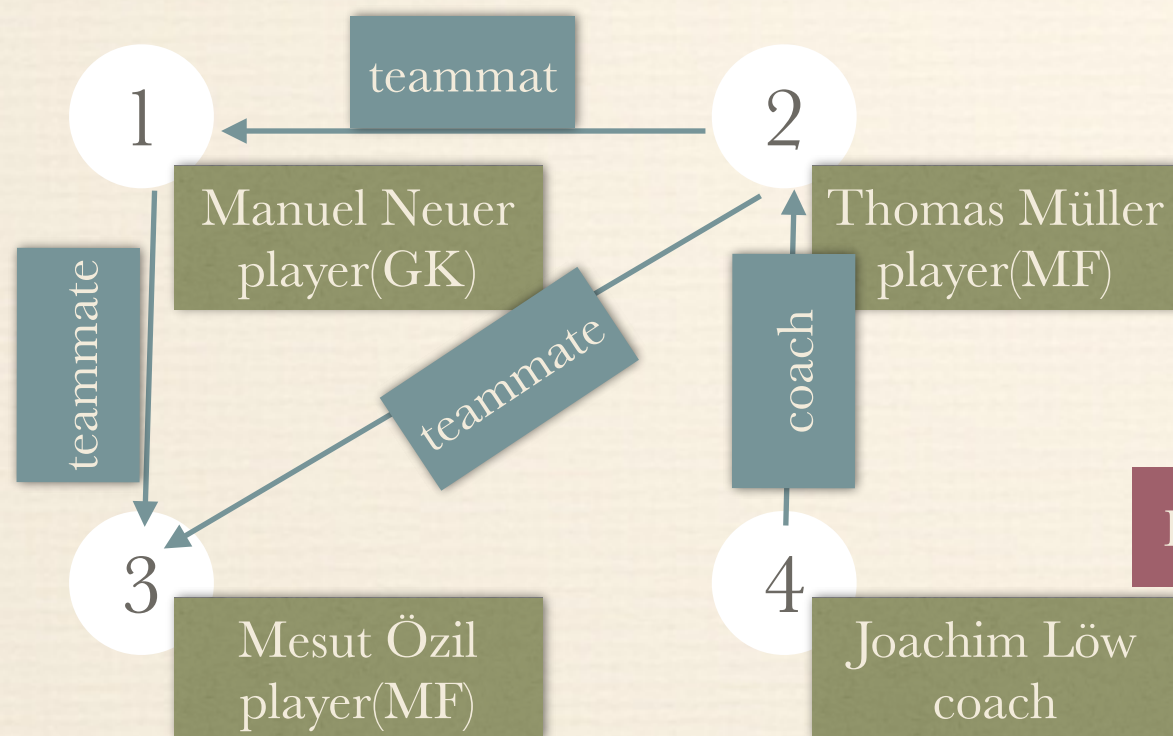 teammat
1
2
Manuel Neuer
player(GK)
Thomas Müller
player(MF)
teammate
teammate
coach
3
4
Mesut Özil
player(MF)
Joachim Löw
coach